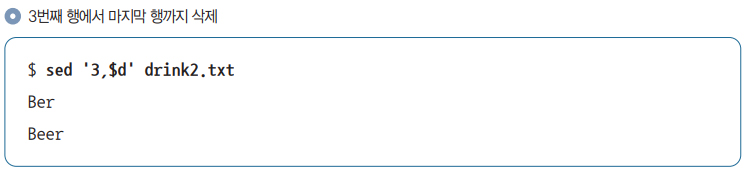 3번째 행에서 마지막 행까지 삭제
$ sed '3,$d' drink2.txt
Ber
Beer